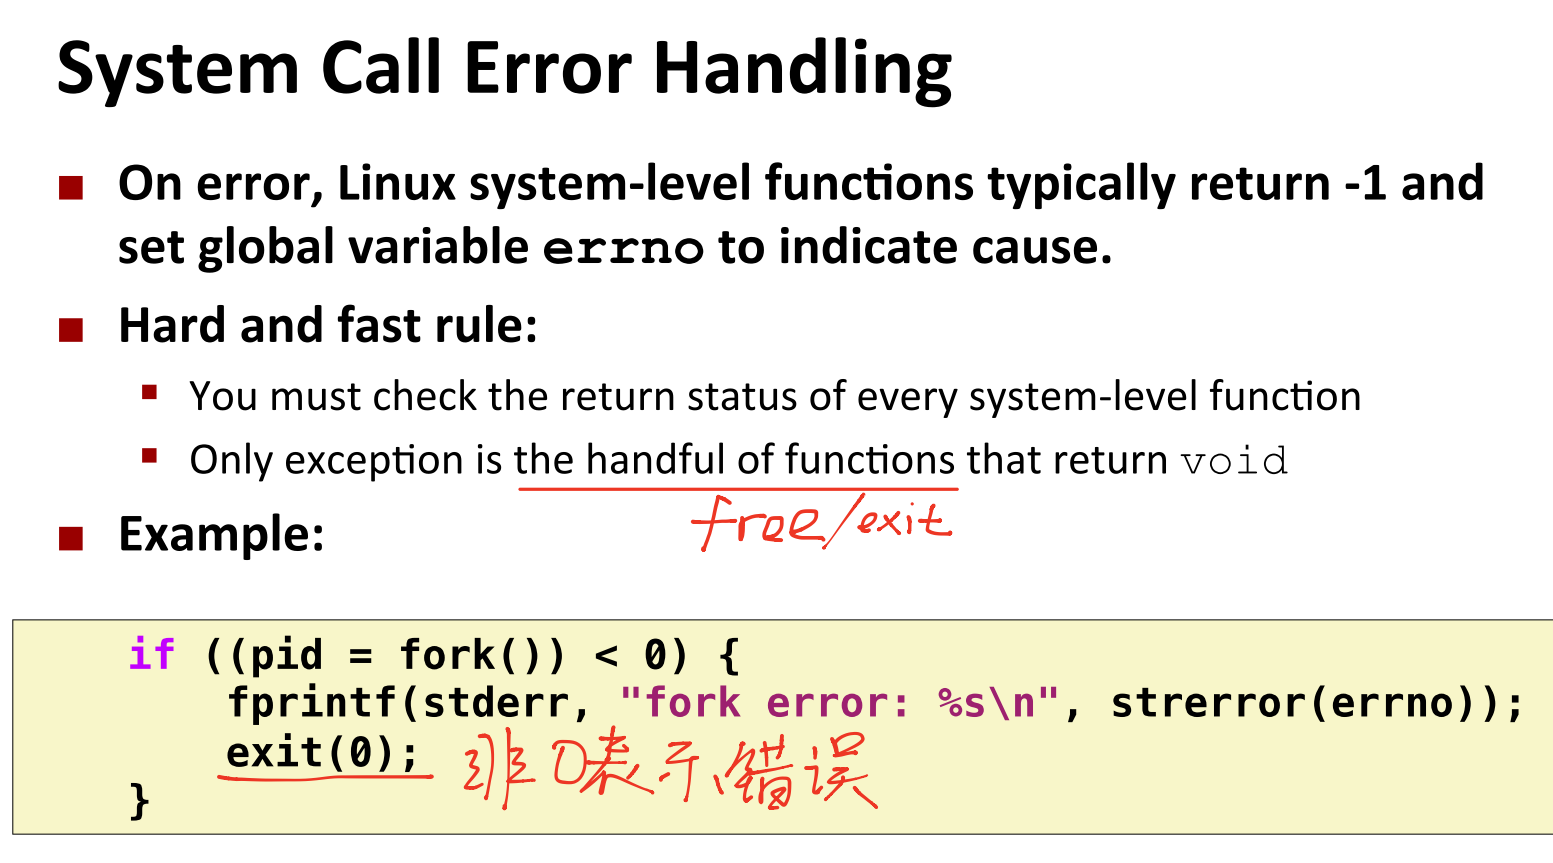 System Call Error Handling
On error, Linux system-level functions typically return -1 and
set global variable errno to indicate cause.
Hard and fast rule:
You must check the return status of every system-level function
Only exception is the handful of functions that return void
free/exit
Example:
if ((pid = fork()) < 0) {
fprintf(stderr, "fork error: %s\n", strerror(errno));
exit(0); 非0表示错误
}